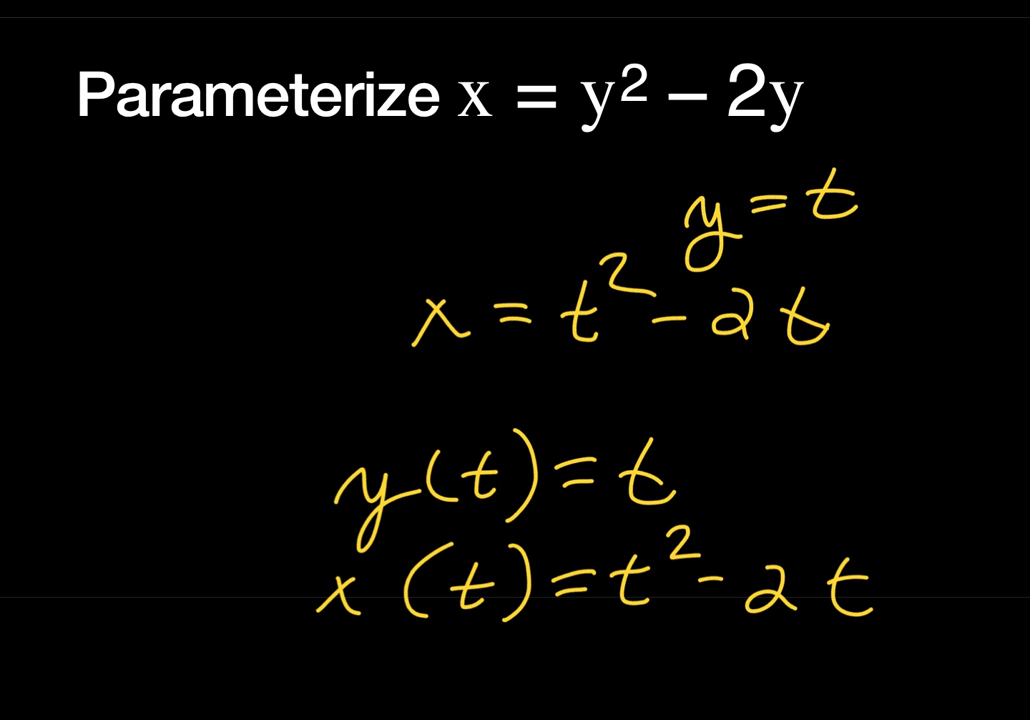 Parameterize x = y² – 2y
y = t
x = t² - 2t
y(t) = t
x(t) = t² - 2t